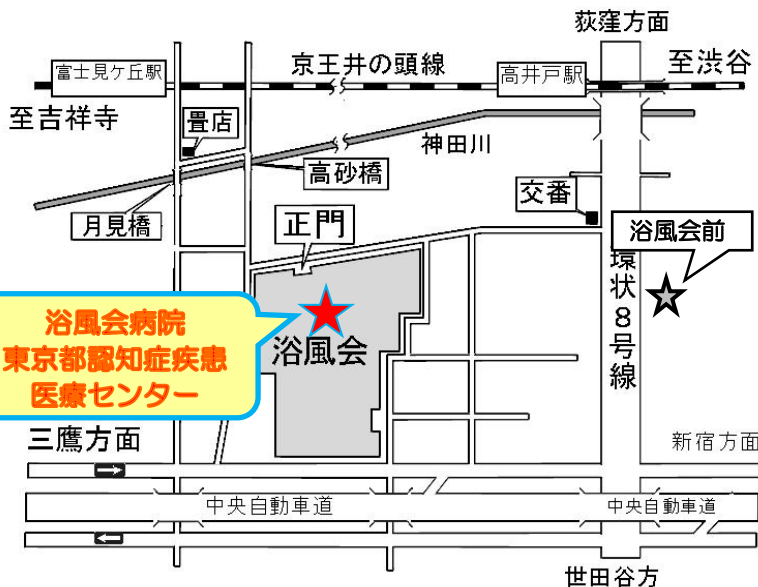 荻窪方面
富士見ケ丘駅
京王井の頭線
高井戸駅
至渋谷
至吉祥寺
畳店
神田川
高砂橋
月見橋
交番
正門
浴風会前
環状8号線
浴風会病院
東京都認知症疾患
医療センター
浴風会
三鷹方面
新宿方面
中央自動車道
中央自動車道
世田谷方